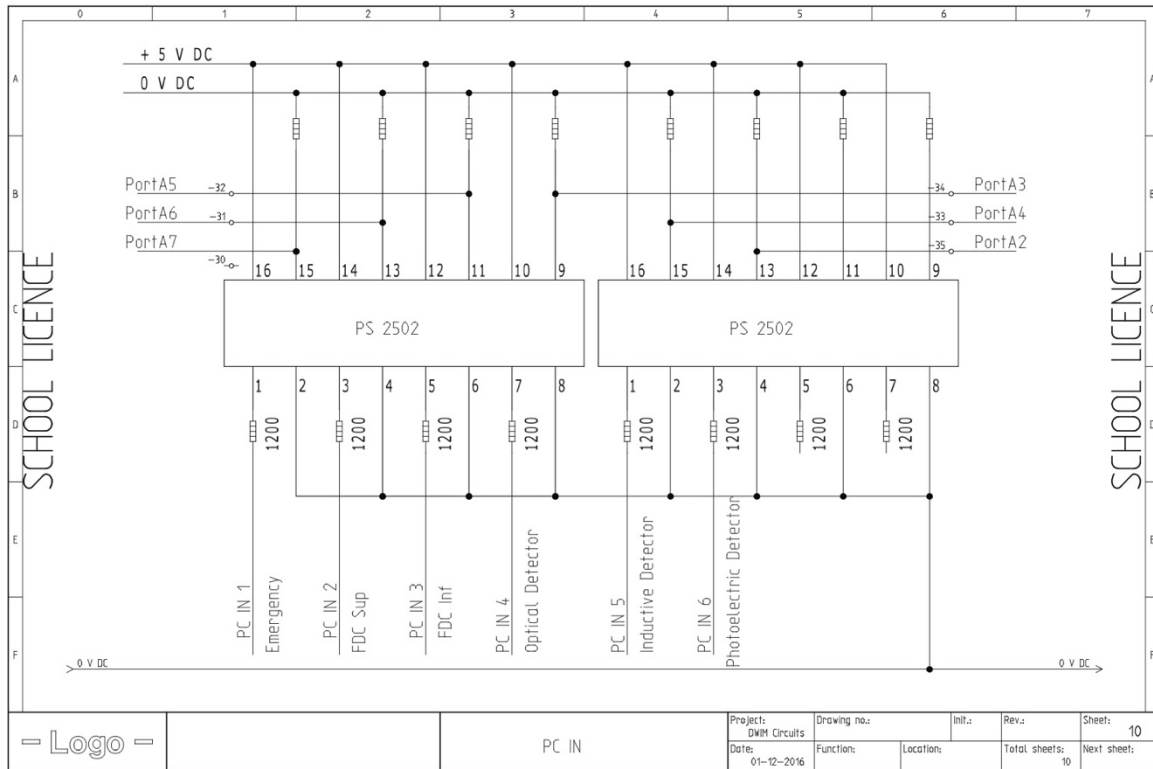 0 1 2 3 4 5 6 7
+ 5 V DC
A A
0 V DC
PortA5 -32 -34 PortA3
B B
PortA6 -31 -33 PortA4
PortA7 -35 PortA2
-30
16 15 14 13 12 11 10 9 16 15 14 13 12 11 10 9
SCHOOL LICENCE
SCHOOL LICENCE
C C
PS 2502 PS 2502
1 2 3 4 5 6 7 8 1 2 3 4 5 6 7 8
D D
1200 1200 1200 1200 1200 1200 1200 1200
E E
PC IN 1
Emergency
PC IN 2
FDC Sup
PC IN 3
FDC Inf
PC IN 4
Optical Detector
PC IN 5
Inductive Detector
PC IN 6
Photoelectric Detector
F F
0 V DC 0 V DC
- Logo -
PC IN
Project: Drawing no.: Init.: Rev.: Sheet:
DWIM Circuits 10
Date: Function: Location: Total sheets: Next sheet:
01-12-2016 10